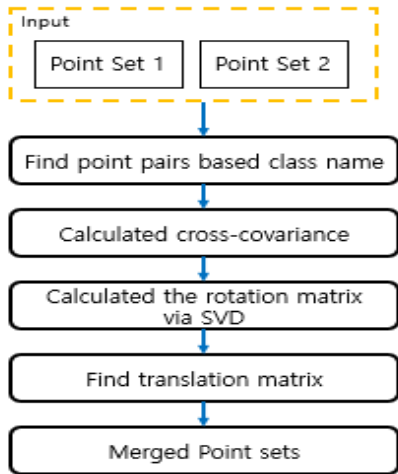 Input
Point Set 1
Point Set 2
Find point pairs based class name
Calculated cross-covariance
Calculated the rotation matrix
via SVD
Find translation matrix
Merged Point sets